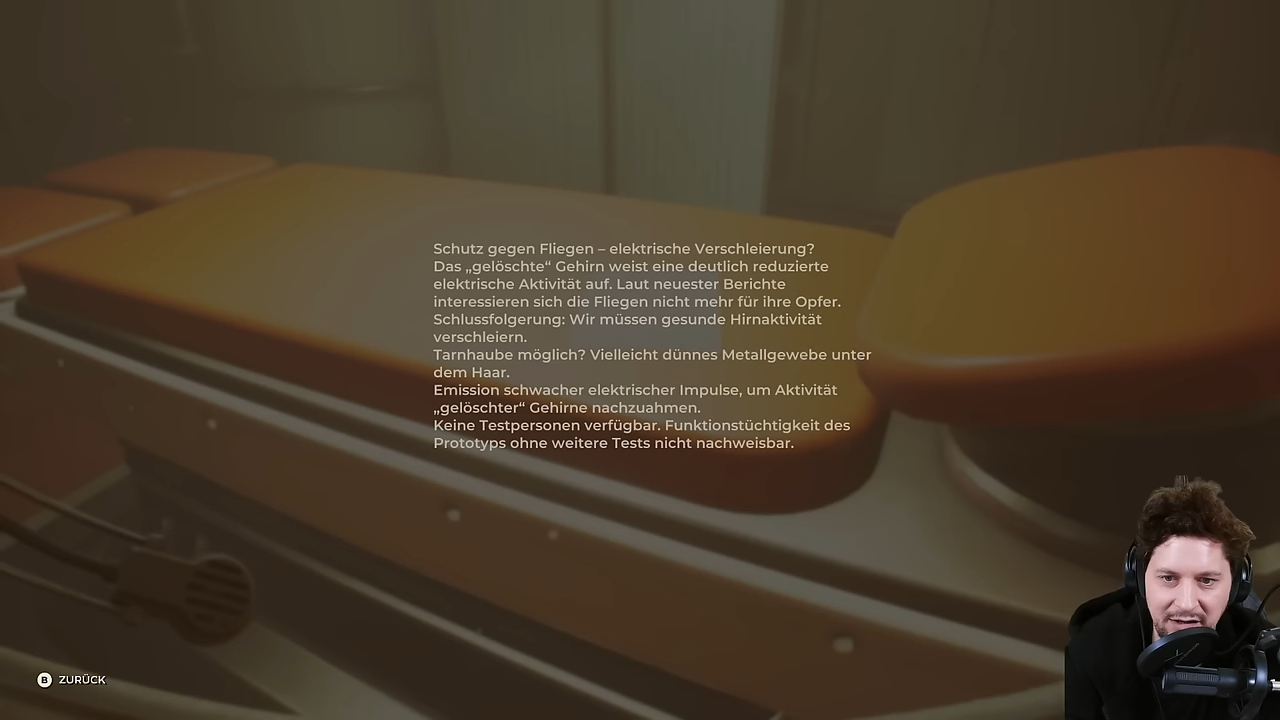 Schutz gegen Fliegen – elektrische Verschleierung?
Das „gelöschte“ Gehirn weist eine deutlich reduzierte
elektrische Aktivität auf. Laut neuester Berichte
interessieren sich die Fliegen nicht mehr für ihre Opfer.
Schlussfolgerung: Wir müssen gesunde Hirnaktivität
verschleiern.
Tarnhaube möglich? Vielleicht dünnes Metallgewebe unter
dem Haar.
Emission schwacher elektrischer Impulse, um Aktivität
„gelöschter“ Gehirne nachzuahmen.
Keine Testpersonen verfügbar. Funktionstüchtigkeit des
Prototyps ohne weitere Tests nicht nachweisbar.
B ZURÜCK